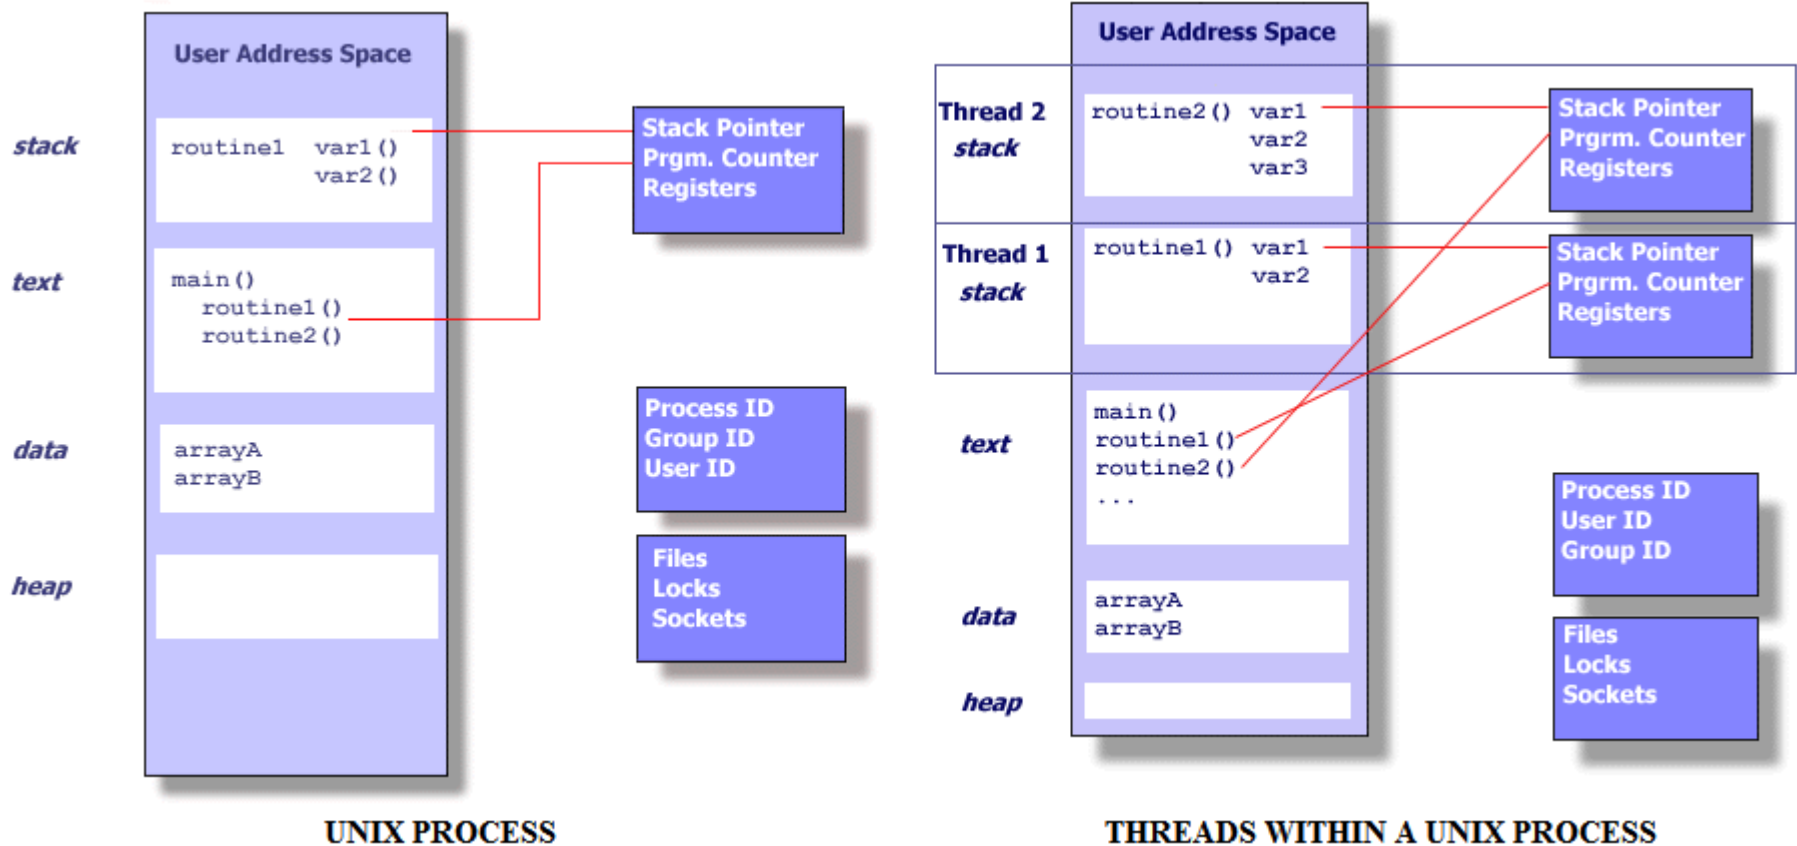 User Address Space
stack
routine1 var1()
var2()
Stack Pointer
Prgm. Counter
Registers
text
main()
routine1()
routine2()
data
arrayA
arrayB
Process ID
Group ID
User ID
heap
Files
Locks
Sockets
UNIX PROCESS
User Address Space
Thread 2
stack
routine2() var1
var2
var3
Stack Pointer
Prgrm. Counter
Registers
Thread 1
stack
routine1() var1
var2
Stack Pointer
Prgrm. Counter
Registers
text
main()
routine1()
routine2()
...
Process ID
User ID
Group ID
data
arrayA
arrayB
Files
Locks
Sockets
heap
THREADS WITHIN A UNIX PROCESS